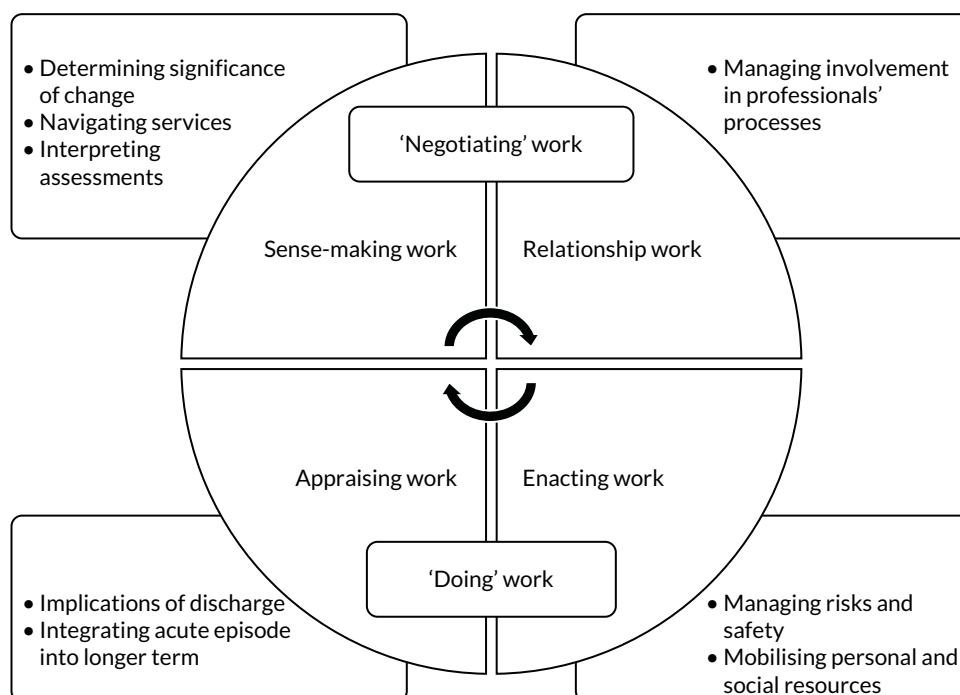 • Determining significance
of change
• Navigating services
• Interpreting
assessments
• Managing involvement
in professionals’
processes
‘Negotiating’ work
Sense-making work
Relationship work
Appraising work
Enacting work
‘Doing’ work
• Implications of discharge
• Integrating acute episode
into longer term
• Managing risks and
safety
• Mobilising personal and
social resources